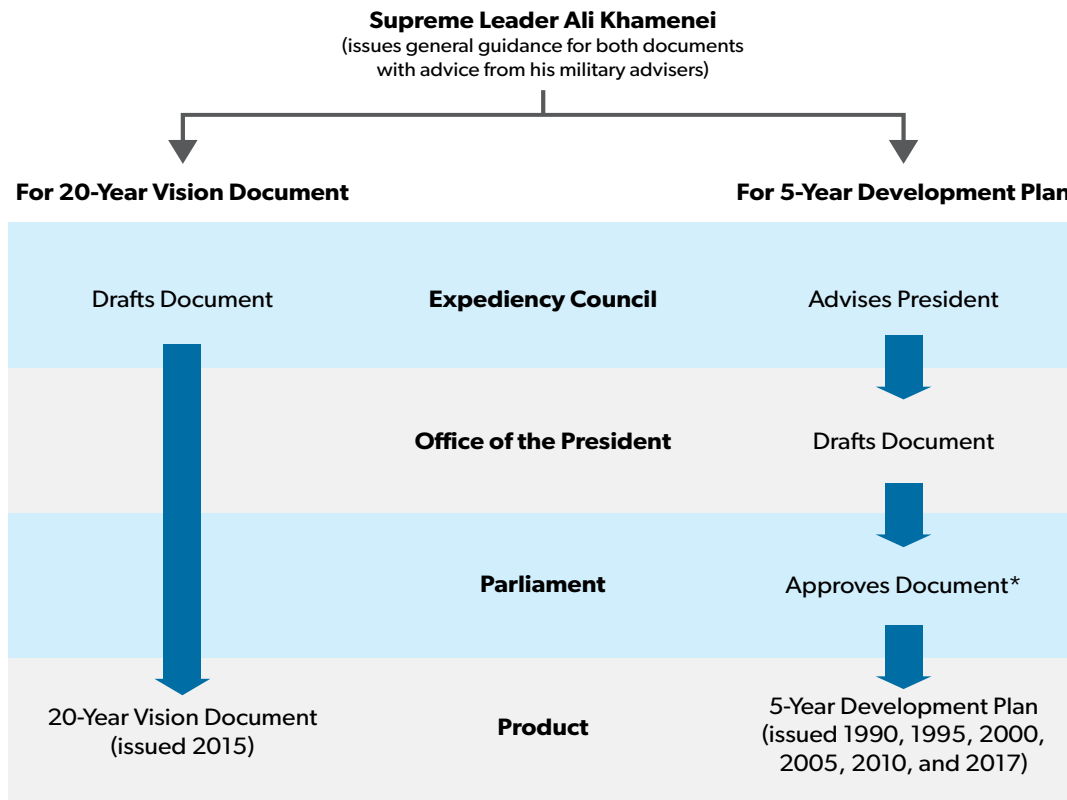 Supreme Leader Ali Khamenei
(issues general guidance for both documents
with advice from his military advisers)
For 20-Year Vision Document
For 5-Year Development Plan
Drafts Document
Expediency Council
Advises President
Office of the President
Drafts Document
Parliament
Approves Document*
20-Year Vision Document
(issued 2015)
Product
5-Year Development Plan
(issued 1990, 1995, 2000,
2005, 2010, and 2017)